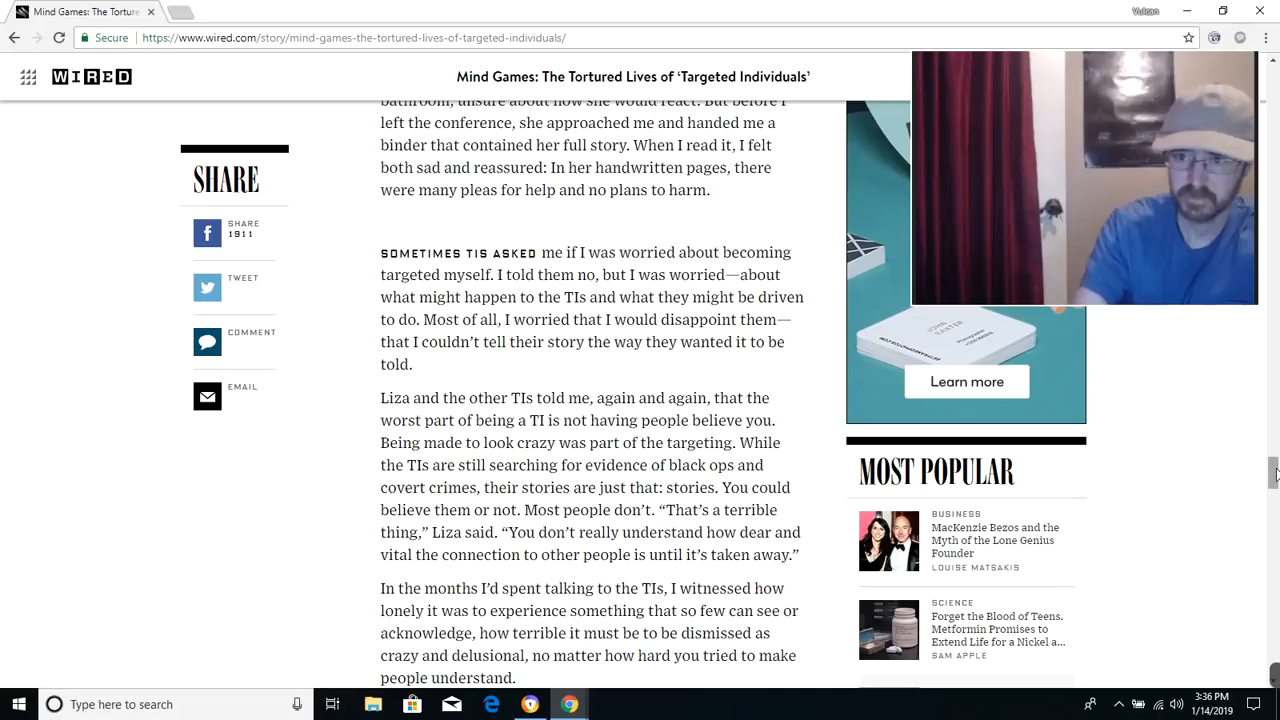 Mind Games: The Torture
Vulcan
Secure
https://www.wired.com/story/mind-games-the-tortured-lives-of-targeted-individuals/
WIRED
Mind Games: The Tortured Lives of ‘Targeted Individuals’
bathroom, unsure about how she would react. But before I
left the conference, she approached me and handed me a
binder that contained her full story. When I read it, I felt
both sad and reassured: In her handwritten pages, there
were many pleas for help and no plans to harm.
SOMETIMES TIS ASKED me if I was worried about becoming
targeted myself. I told them no, but I was worried—about
what might happen to the TIs and what they might be driven
to do. Most of all, I worried that I would disappoint them—
that I couldn’t tell their story the way they wanted it to be
told.
Liza and the other TIs told me, again and again, that the
worst part of being a TI is not having people believe you.
Being made to look crazy was part of the targeting. While
the TIs are still searching for evidence of black ops and
covert crimes, their stories are just that: stories. You could
believe them or not. Most people don’t. “That’s a terrible
thing,” Liza said. “You don’t really understand how dear and
vital the connection to other people is until it’s taken away.”
In the months I’d spent talking to the TIs, I witnessed how
lonely it was to experience something that so few can see or
acknowledge, how terrible it must be to be dismissed as
crazy and delusional, no matter how hard you tried to make
people understand.
SHARE
SHARE
1911
TWEET
COMMENT
EMAIL
JOHN
BAXTER
Photographer
Learn more
MOST POPULAR
BUSINESS
MacKenzie Bezos and the
Myth of the Lone Genius
Founder
LOUISE MATSAKIS
SCIENCE
Forget the Blood of Teens.
Metformin Promises to
Extend Life for a Nickel a...
SAM APPLE
Type here to search
3:36 PM
1/14/2019